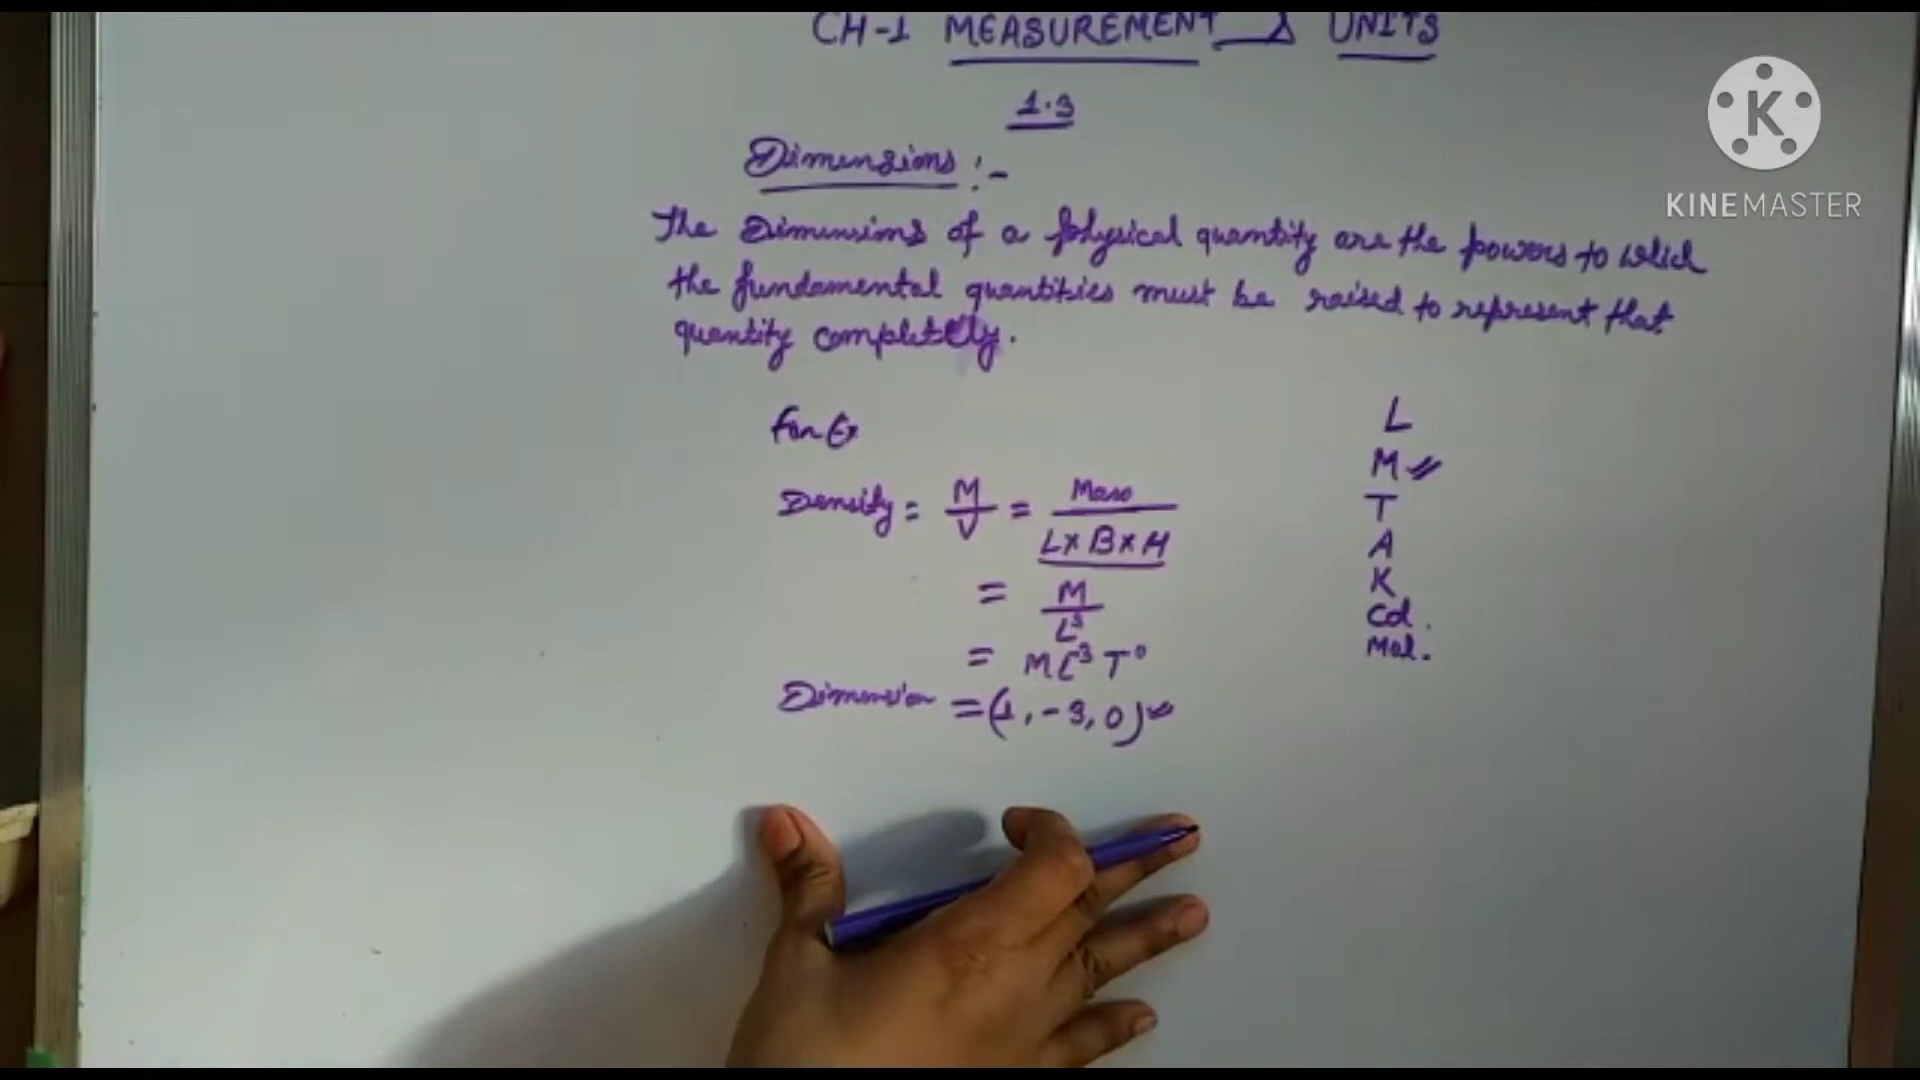 CH-1 MEASUREMENT & UNITS
1.3
Dimensions :-
The Dimensions of a physical quantity are the powers to which
the fundamental quantities must be raised to represent that
quantity completely.
For Ex
Density = M/V = Mass/L×B×H
= M/L³
= ML⁻³T⁰
Dimension = (1, -3, 0)
L
M
T
A
K
Cd.
Mol.
K
KINEMASTER